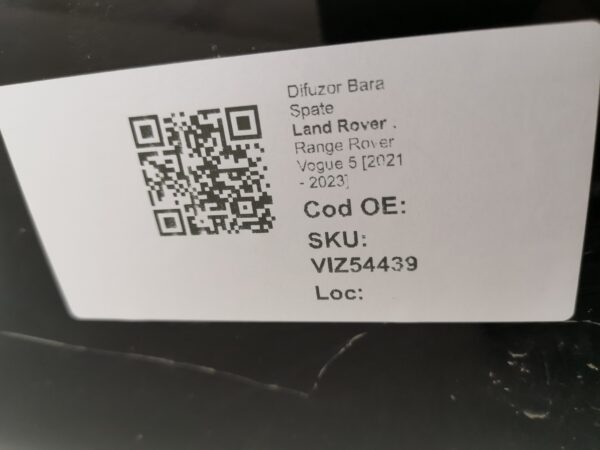 Difuzor Bara
Spate
Land Rover .
Range Rover
Vogue 5 [2021
- 2023]
Cod OE:
SKU:
VIZ54439
Loc: